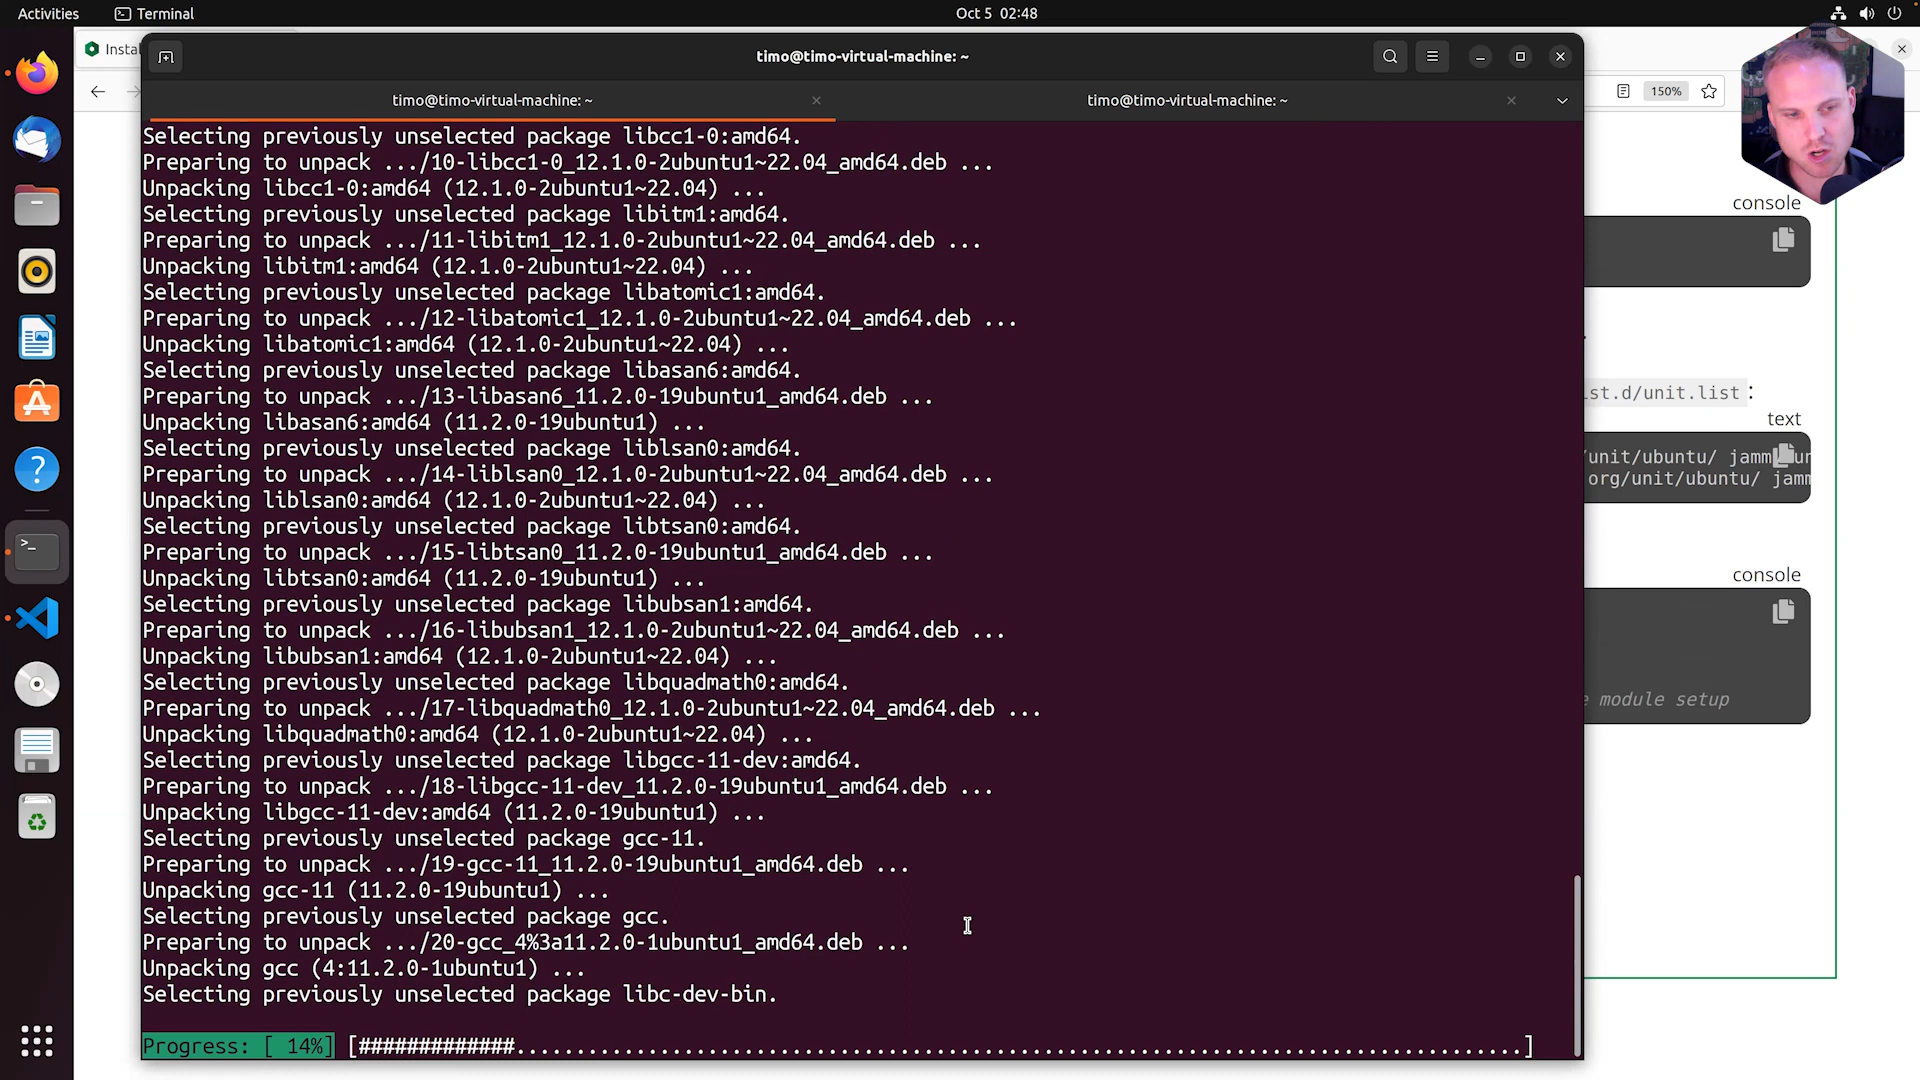 Activities
Terminal
Oct 5 02:48
Insta
timo@timo-virtual-machine: ~
timo@timo-virtual-machine: ~
timo@timo-virtual-machine: ~
150%
Selecting previously unselected package libcc1-0:amd64.
Preparing to unpack .../10-libcc1-0_12.1.0-2ubuntu1~22.04_amd64.deb ...
Unpacking libcc1-0:amd64 (12.1.0-2ubuntu1~22.04) ...
Selecting previously unselected package libitm1:amd64.
Preparing to unpack .../11-libitm1_12.1.0-2ubuntu1~22.04_amd64.deb ...
Unpacking libitm1:amd64 (12.1.0-2ubuntu1~22.04) ...
Selecting previously unselected package libatomic1:amd64.
Preparing to unpack .../12-libatomic1_12.1.0-2ubuntu1~22.04_amd64.deb ...
Unpacking libatomic1:amd64 (12.1.0-2ubuntu1~22.04) ...
Selecting previously unselected package libasan6:amd64.
Preparing to unpack .../13-libasan6_11.2.0-19ubuntu1_amd64.deb ...
Unpacking libasan6:amd64 (11.2.0-19ubuntu1) ...
Selecting previously unselected package liblsan0:amd64.
Preparing to unpack .../14-liblsan0_12.1.0-2ubuntu1~22.04_amd64.deb ...
Unpacking liblsan0:amd64 (12.1.0-2ubuntu1~22.04) ...
Selecting previously unselected package libtsan0:amd64.
Preparing to unpack .../15-libtsan0_11.2.0-19ubuntu1_amd64.deb ...
Unpacking libtsan0:amd64 (11.2.0-19ubuntu1) ...
Selecting previously unselected package libubsan1:amd64.
Preparing to unpack .../16-libubsan1_12.1.0-2ubuntu1~22.04_amd64.deb ...
Unpacking libubsan1:amd64 (12.1.0-2ubuntu1~22.04) ...
Selecting previously unselected package libquadmath0:amd64.
Preparing to unpack .../17-libquadmath0_12.1.0-2ubuntu1~22.04_amd64.deb ...
Unpacking libquadmath0:amd64 (12.1.0-2ubuntu1~22.04) ...
Selecting previously unselected package libgcc-11-dev:amd64.
Preparing to unpack .../18-libgcc-11-dev_11.2.0-19ubuntu1_amd64.deb ...
Unpacking libgcc-11-dev:amd64 (11.2.0-19ubuntu1) ...
Selecting previously unselected package gcc-11.
Preparing to unpack .../19-gcc-11_11.2.0-19ubuntu1_amd64.deb ...
Unpacking gcc-11 (11.2.0-19ubuntu1) ...
Selecting previously unselected package gcc.
Preparing to unpack .../20-gcc_4%3a11.2.0-1ubuntu1_amd64.deb ...
Unpacking gcc (4:11.2.0-1ubuntu1) ...
Selecting previously unselected package libc-dev-bin.
Progress: [ 14%] [#############....................................................................................]
console
ist.d/unit.list :
text
/unit/ubuntu/ jamm
org/unit/ubuntu/ jamm
console
e module setup